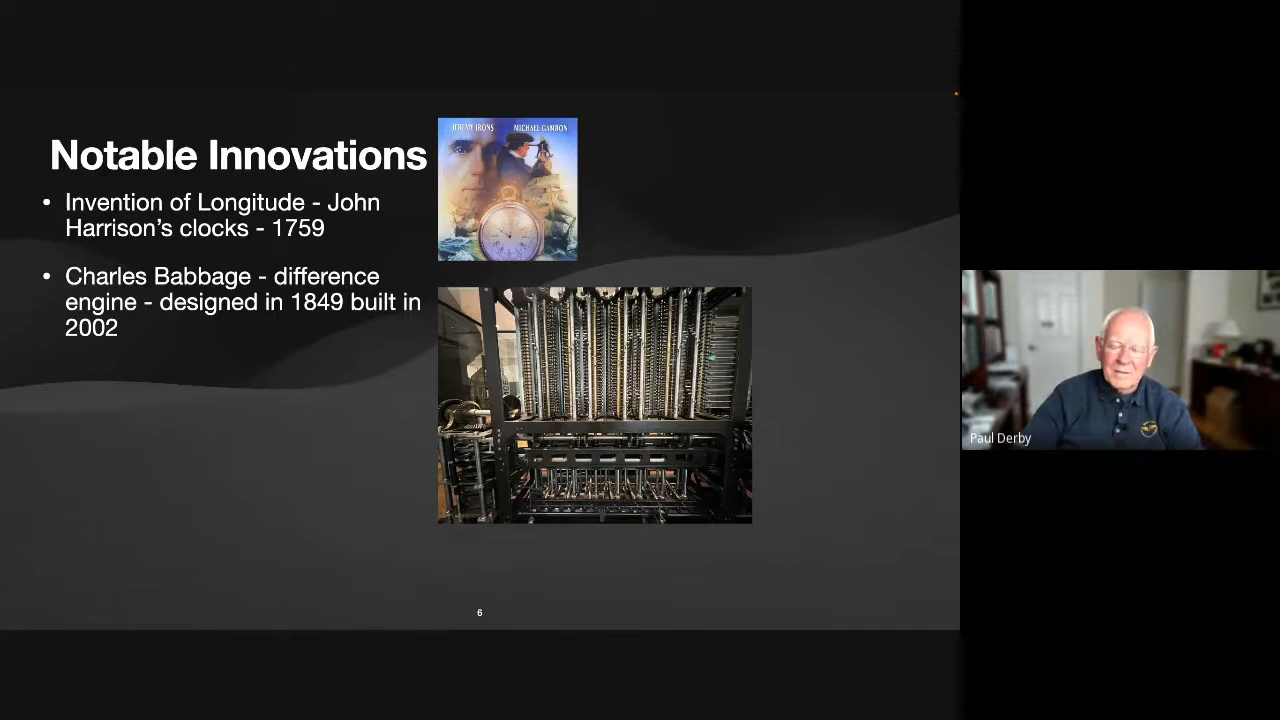 JEREMY IRONS MICHAEL GAMBON
Notable Innovations
• Invention of Longitude - John
Harrison’s clocks - 1759
• Charles Babbage - difference
engine - designed in 1849 built in
2002
Paul Derby
6